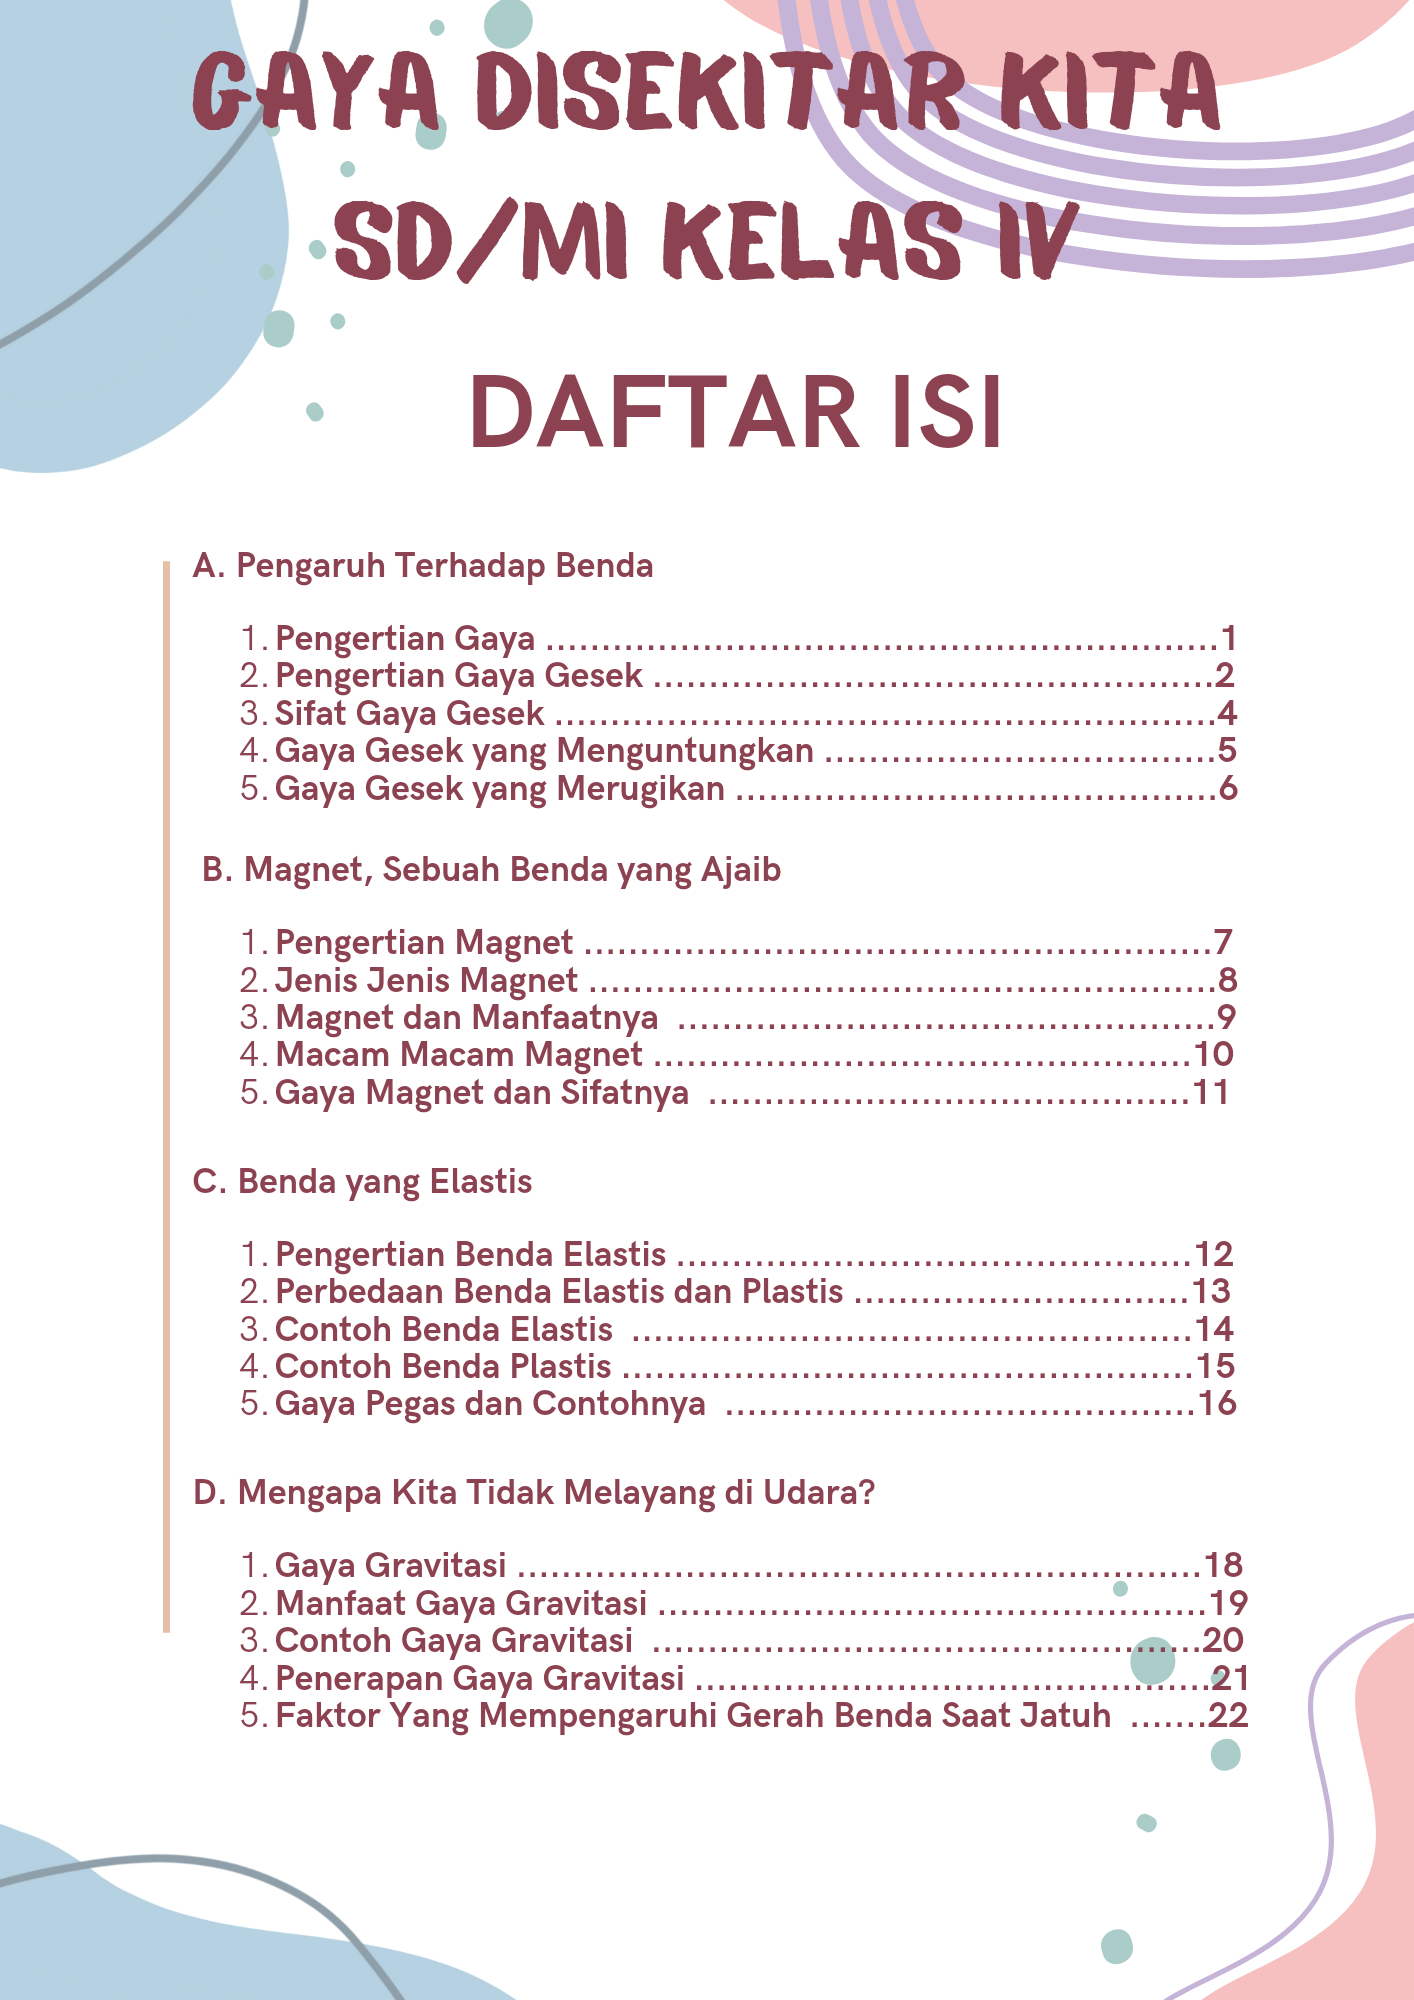 GAYA DISEKITAR KITA
SD/MI KELAS IV
DAFTAR ISI
A. Pengaruh Terhadap Benda
1. Pengertian Gaya ............................................................1
2. Pengertian Gaya Gesek ..................................................2
3. Sifat Gaya Gesek ...........................................................4
4. Gaya Gesek yang Menguntungkan ...................................5
5. Gaya Gesek yang Merugikan ...........................................6
B. Magnet, Sebuah Benda yang Ajaib
1. Pengertian Magnet ........................................................7
2. Jenis Jenis Magnet ........................................................8
3. Magnet dan Manfaatnya ................................................9
4. Macam Macam Magnet ................................................10
5. Gaya Magnet dan Sifatnya ...........................................11
C. Benda yang Elastis
1. Pengertian Benda Elastis ..............................................12
2. Perbedaan Benda Elastis dan Plastis ..............................13
3. Contoh Benda Elastis ..................................................14
4. Contoh Benda Plastis ...................................................15
5. Gaya Pegas dan Contohnya ..........................................16
D. Mengapa Kita Tidak Melayang di Udara?
1. Gaya Gravitasi .............................................................18
2. Manfaat Gaya Gravitasi .................................................19
3. Contoh Gaya Gravitasi .................................................20
4. Penerapan Gaya Gravitasi ..............................................21
5. Faktor Yang Mempengaruhi Gerah Benda Saat Jatuh .......22